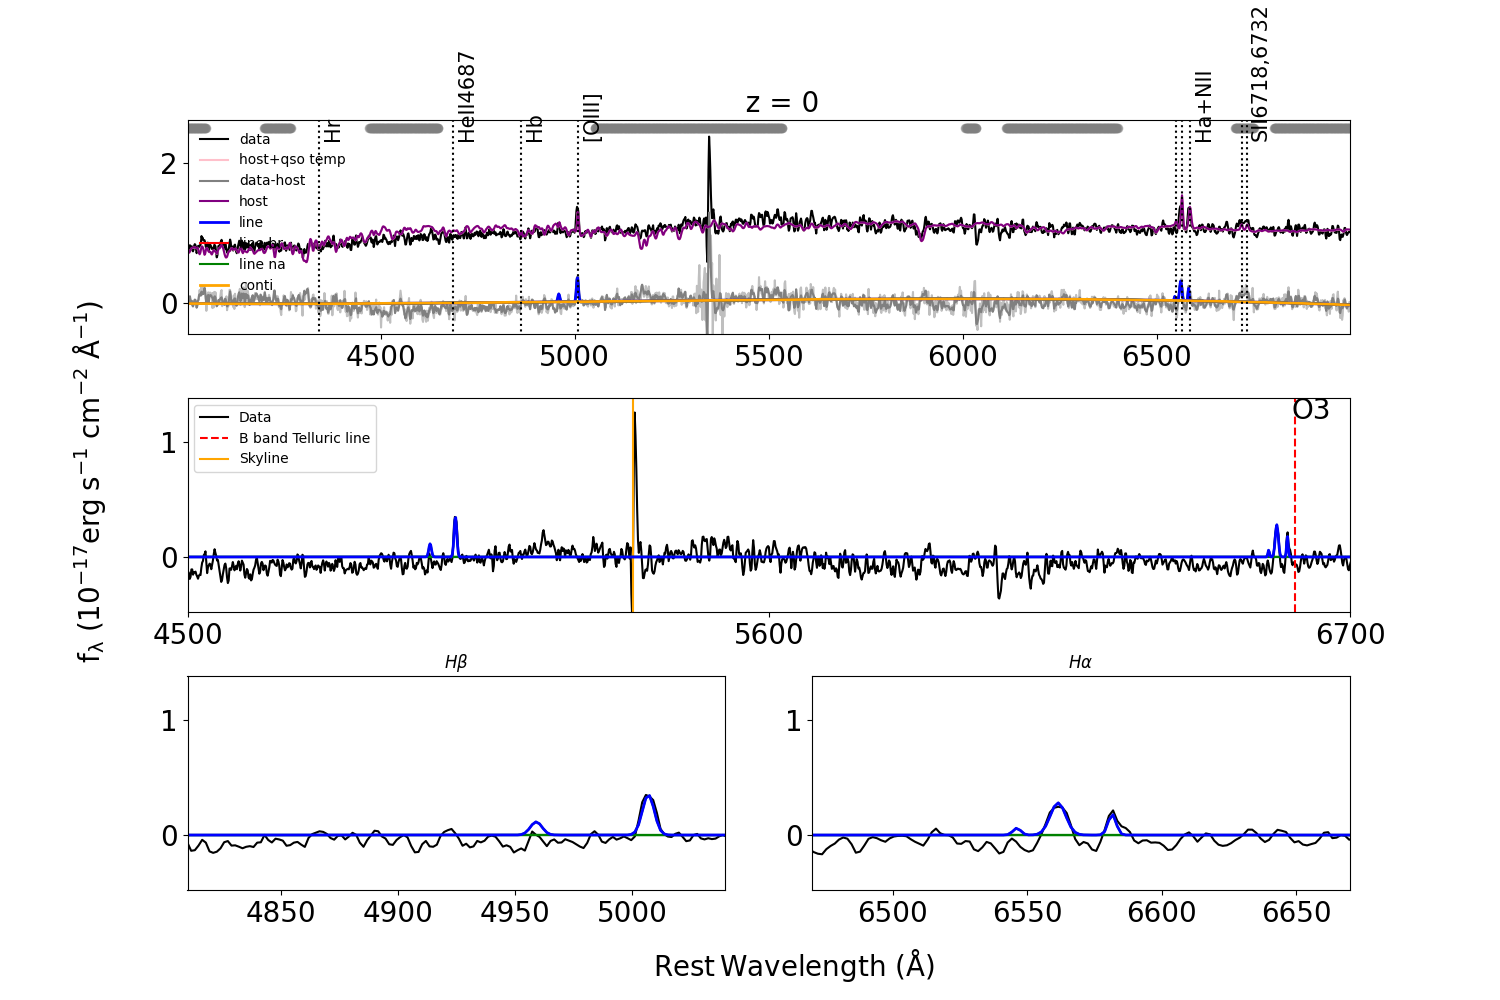 Hr
HeII4687
Hb
[OIII]
Ha+NII
SII6718,6732
z = 0
data
host+qso temp
data-host
host
line
line br
line na
conti
2
0
4500
5000
5500
6000
6500
Data
B band Telluric line
Skyline
O3
1
0
4500
5600
6700
Hβ
1
0
4850
4900
4950
5000
Hα
1
0
6500
6550
6600
6650
f_λ (10^−17 erg s^−1 cm^−2 Å^−1)
Rest Wavelength (Å)